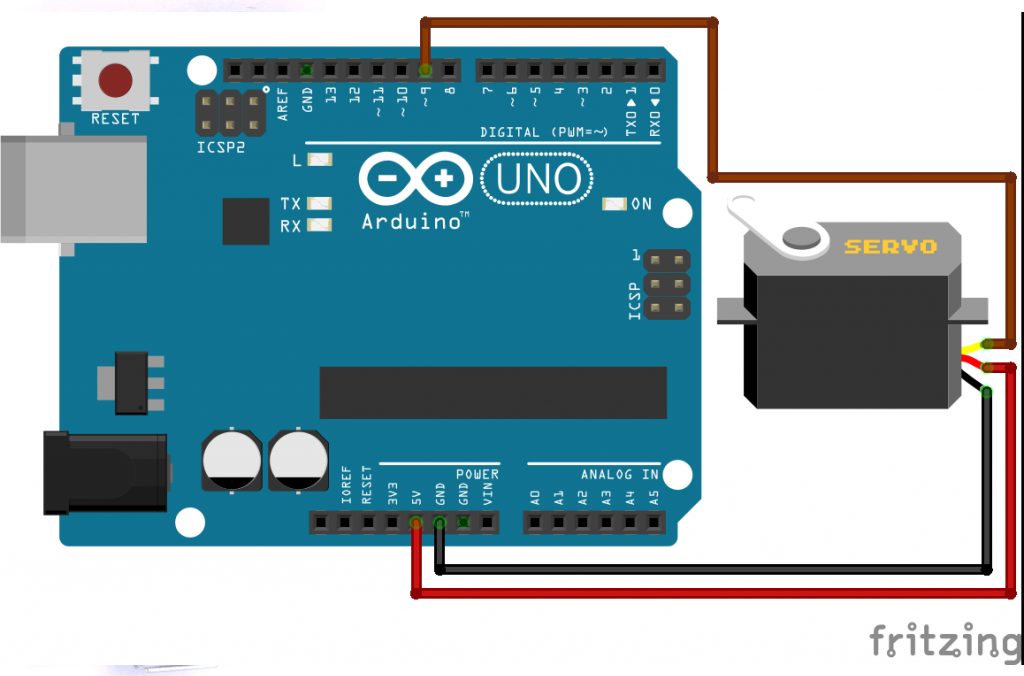 RESET
ICSP2
AREF
GND
13
12
~11
~10
~9
8
7
~6
~5
4
~3
2
TX0▶1
RX0◀0
DIGITAL (PWM=~)
L
TX
RX
UNO
Arduino™
ON
1
ICSP
SERVO
POWER
ANALOG IN
IOREF
RESET
3V3
5V
GND
GND
VIN
A0
A1
A2
A3
A4
A5
fritzing